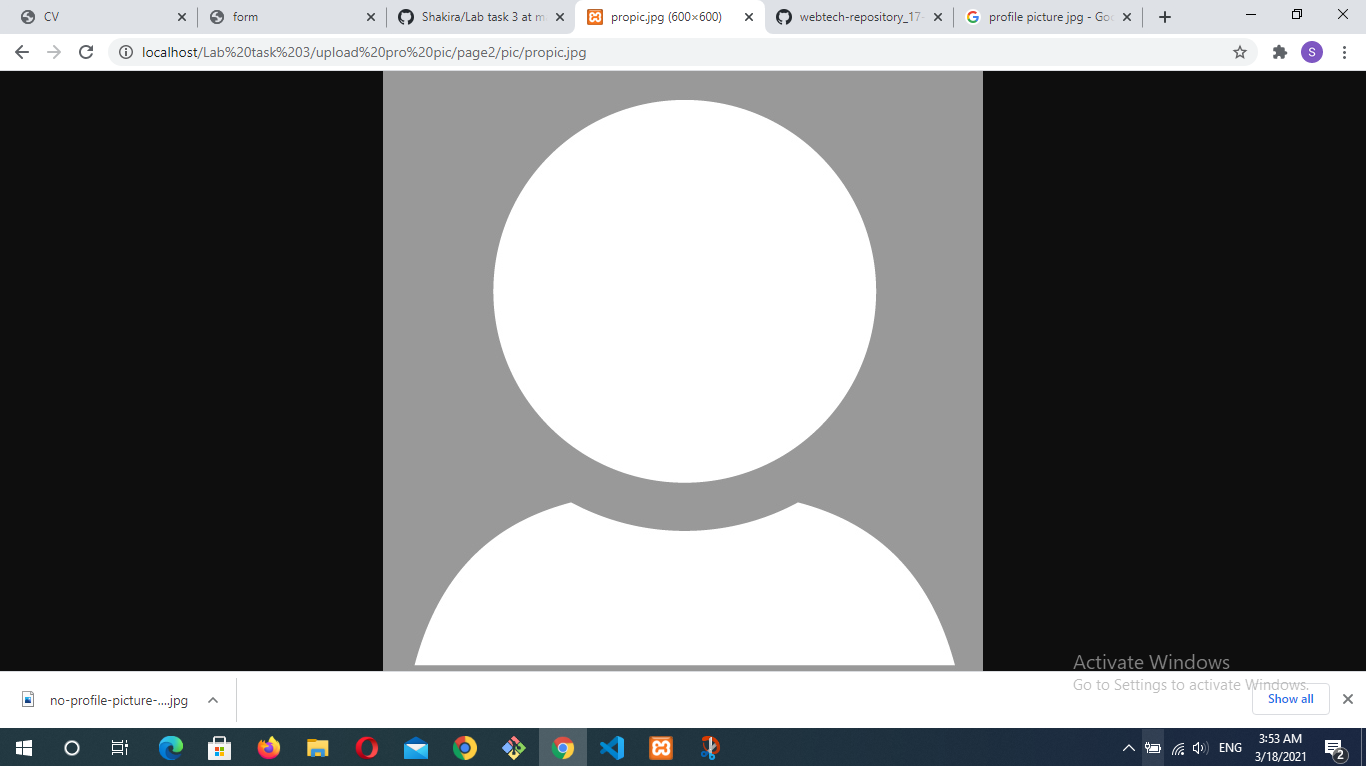 CV
form
Shakira/Lab task 3 at m
propic.jpg (600×600)
webtech-repository_17-
profile picture jpg - Goo
localhost/Lab%20task%203/upload%20pro%20pic/page2/pic/propic.jpg
S
Activate Windows
Go to Settings to activate Windows.
no-profile-picture-....jpg
Show all
ENG
3:53 AM
3/18/2021
2